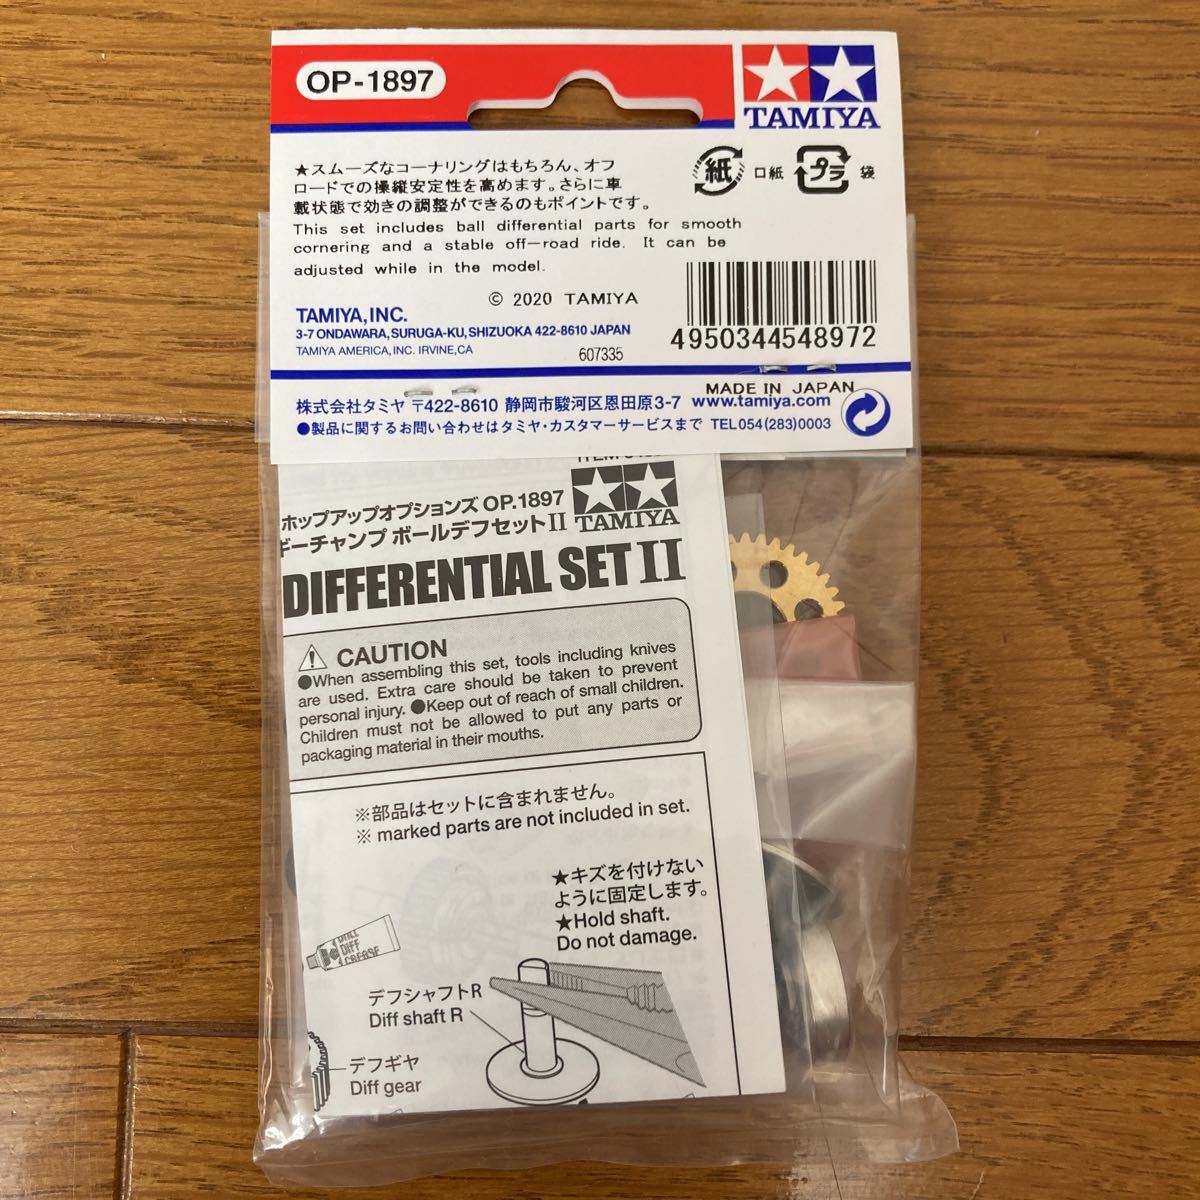 OP-1897
TAMIYA
★スムーズなコーナリングはもちろん、オフ
ロードでの操縦安定性を高めます。さらに車
載状態で効きの調整ができるのもポイントです。
紙 口紙 プラ 袋
This set includes ball differential parts for smooth
cornering and a stable off-road ride. It can be
adjusted while in the model.
© 2020 TAMIYA
TAMIYA, INC.
3-7 ONDAWARA, SURUGA-KU, SHIZUOKA 422-8610 JAPAN
TAMIYA AMERICA, INC. IRVINE, CA
607335
4950344548972
MADE IN JAPAN
株式会社タミヤ 〒422-8610 静岡市駿河区恩田原3-7 www.tamiya.com
●製品に関するお問い合わせはタミヤ・カスタマーサービスまで TEL 054(283)0003
ホップアップオプションズ OP.1897
ギーチャンプ ボールデフセットII
TAMIYA
DIFFERENTIAL SET II
CAUTION
●When assembling this set, tools including knives
are used. Extra care should be taken to prevent
personal injury. ●Keep out of reach of small children.
Children must not be allowed to put any parts or
packaging material in their mouths.
※部品はセットに含まれません。
※ marked parts are not included in set.
★キズを付けない
ように固定します。
★Hold shaft.
Do not damage.
BALL
DIFF
GREASE
デフシャフトR
Diff shaft R
デフギヤ
Diff gear